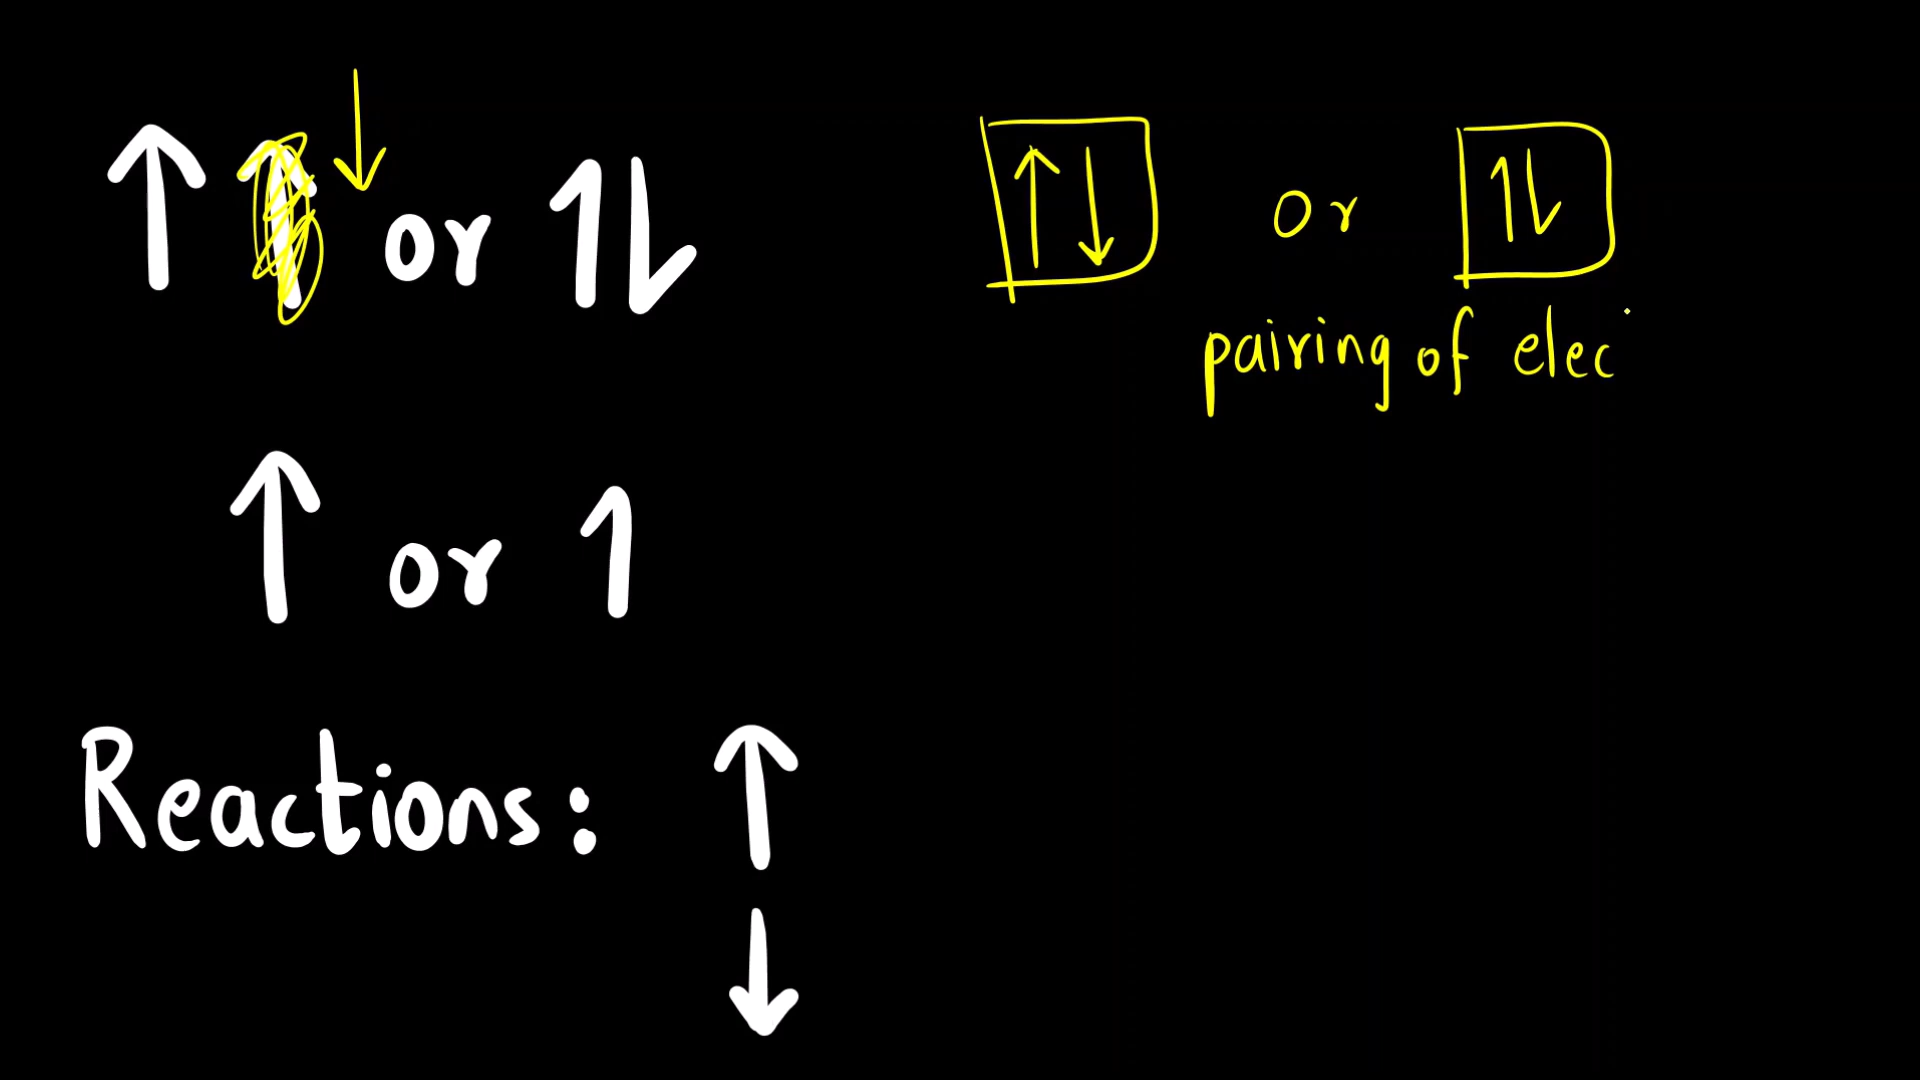 ↑ ↓ or ↿⇂
↑↓ or ↿⇂
pairing of elec
↑ or ↿
Reactions: ↑
↓